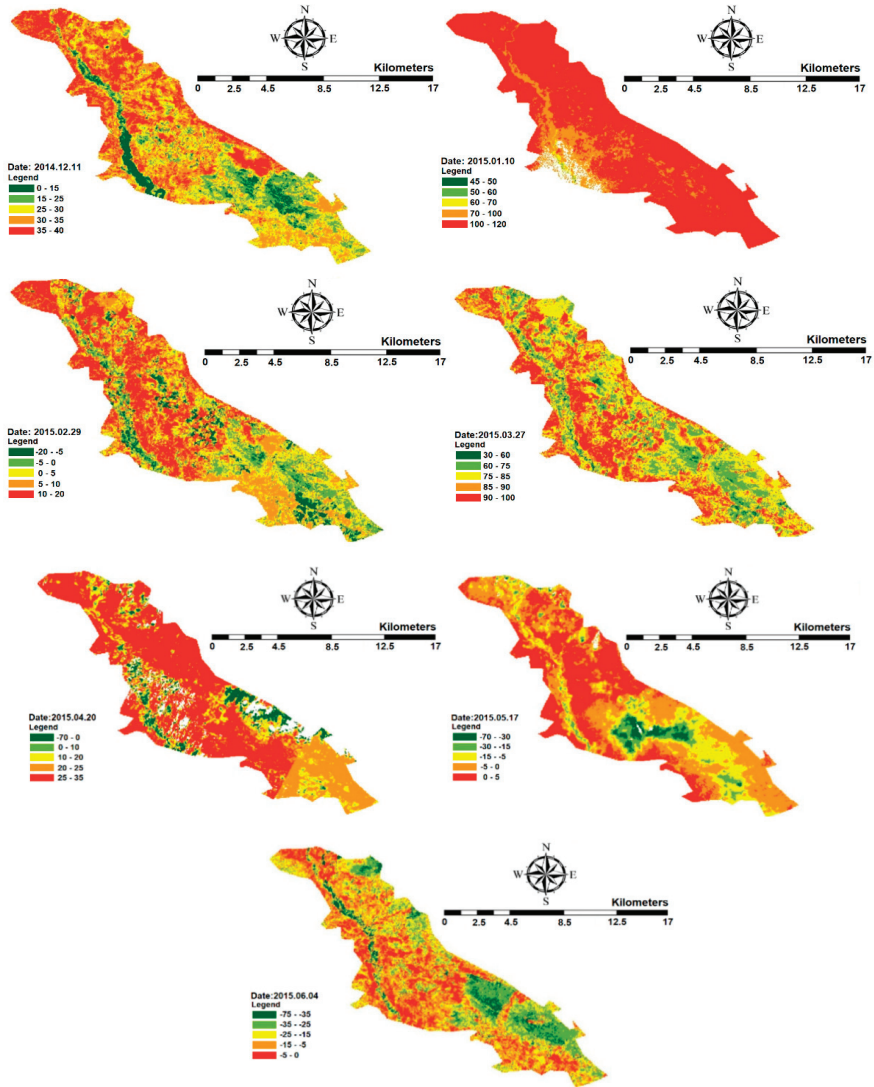 N
W E
S
Kilometers
0 2.5 4.5 8.5 12.5 17
Date: 2014.12.11
Legend
0 - 15
15 - 25
25 - 30
30 - 35
35 - 40
N
W E
S
Kilometers
0 2.5 4.5 8.5 12.5 17
Date: 2015.01.10
Legend
45 - 50
50 - 60
60 - 70
70 - 100
100 - 120
N
W E
S
Kilometers
0 2.5 4.5 8.5 12.5 17
Date: 2015.02.29
Legend
-20 - -5
-5 - 0
0 - 5
5 - 10
10 - 20
N
W E
S
Kilometers
0 2.5 4.5 8.5 12.5 17
Date: 2015.03.27
Legend
30 - 60
60 - 75
75 - 85
85 - 90
90 - 100
N
W E
S
Kilometers
0 2.5 4.5 8.5 12.5 17
Date:2015.04.20
Legend
-70 - 0
0 - 10
10 - 20
20 - 25
25 - 35
N
W E
S
Kilometers
0 2.5 4.5 8.5 12.5 17
Date:2015.05.17
Legend
-70 - -30
-30 - -15
-15 - -5
-5 - 0
0 - 5
N
W E
S
Kilometers
0 2.5 4.5 8.5 12.5 17
Date:2015.06.04
Legend
-75 - -35
-35 - -25
-25 - -15
-15 - -5
-5 - 0